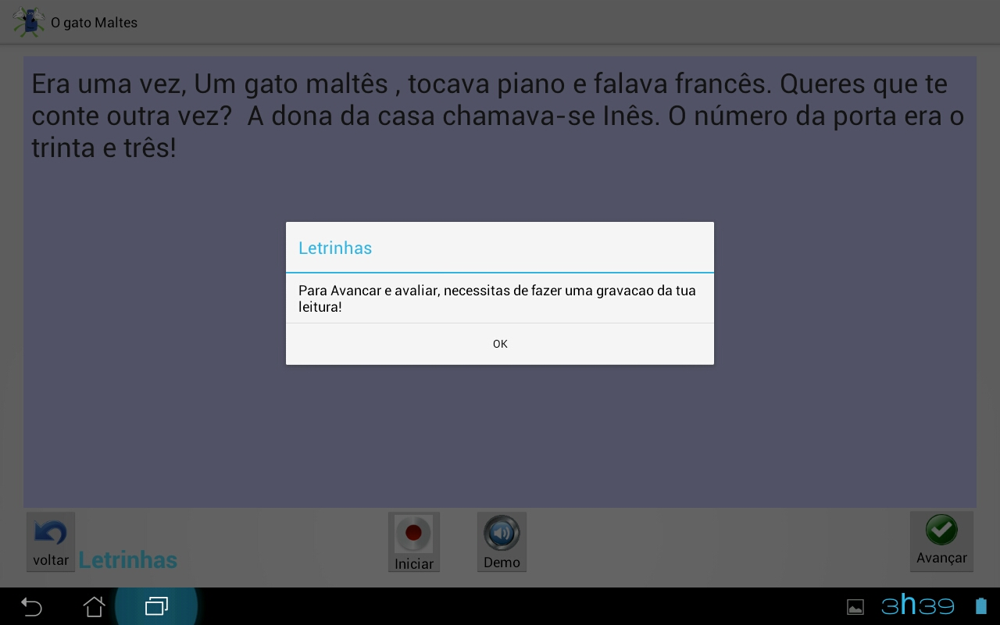 O gato Maltes
Era uma vez, Um gato maltês , tocava piano e falava francês. Queres que te
conte outra vez?  A dona da casa chamava-se Inês. O número da porta era o
trinta e três!
Letrinhas
Para Avancar e avaliar, necessitas de fazer uma gravacao da tua
leitura!
OK
voltar
Letrinhas
Iniciar
Demo
Avançar
3h39